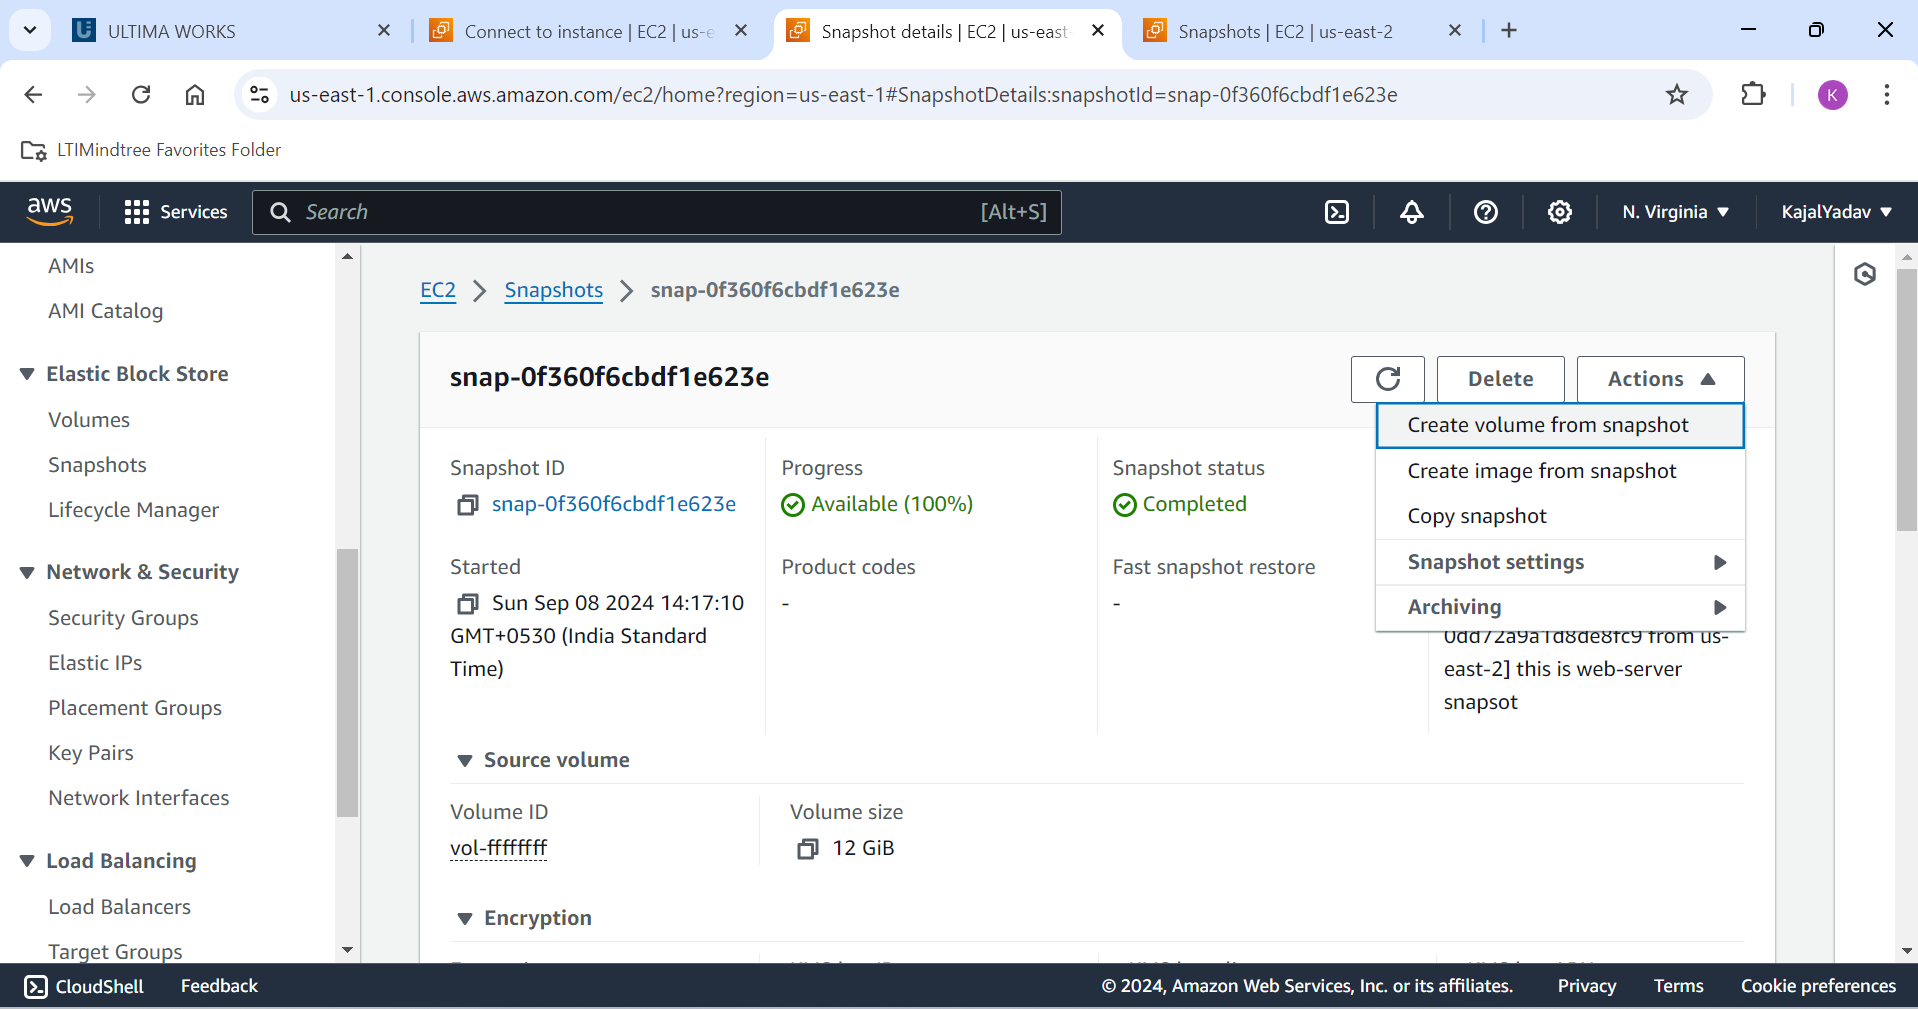 ULTIMA WORKS
Connect to instance | EC2 | us-e
Snapshot details | EC2 | us-east-
Snapshots | EC2 | us-east-2
us-east-1.console.aws.amazon.com/ec2/home?region=us-east-1#SnapshotDetails:snapshotId=snap-0f360f6cbdf1e623e
K
LTIMindtree Favorites Folder
aws
Services
Search
[Alt+S]
N. Virginia
KajalYadav
AMIs
AMI Catalog
Elastic Block Store
Volumes
Snapshots
Lifecycle Manager
Network & Security
Security Groups
Elastic IPs
Placement Groups
Key Pairs
Network Interfaces
Load Balancing
Load Balancers
Target Groups
EC2 > Snapshots > snap-0f360f6cbdf1e623e
snap-0f360f6cbdf1e623e
Delete
Actions
Create volume from snapshot
Create image from snapshot
Copy snapshot
Snapshot settings
Archiving
Snapshot ID
snap-0f360f6cbdf1e623e
Progress
Available (100%)
Snapshot status
Completed
Started
Sun Sep 08 2024 14:17:10
GMT+0530 (India Standard
Time)
Product codes
-
Fast snapshot restore
-
0dd72a9a1d8de8fc9 from us-
east-2] this is web-server
snapsot
Source volume
Volume ID
vol-ffffffff
Volume size
12 GiB
Encryption
CloudShell
Feedback
© 2024, Amazon Web Services, Inc. or its affiliates.
Privacy
Terms
Cookie preferences